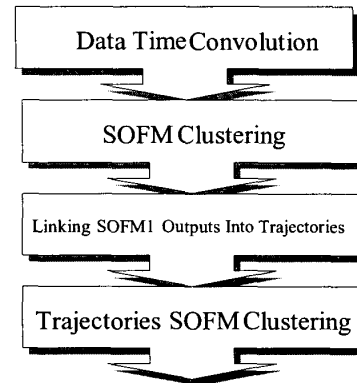 Data Time Convolution
SOFM Clustering
Linking SOFM1 Outputs Into Trajectories
Trajectories SOFM Clustering